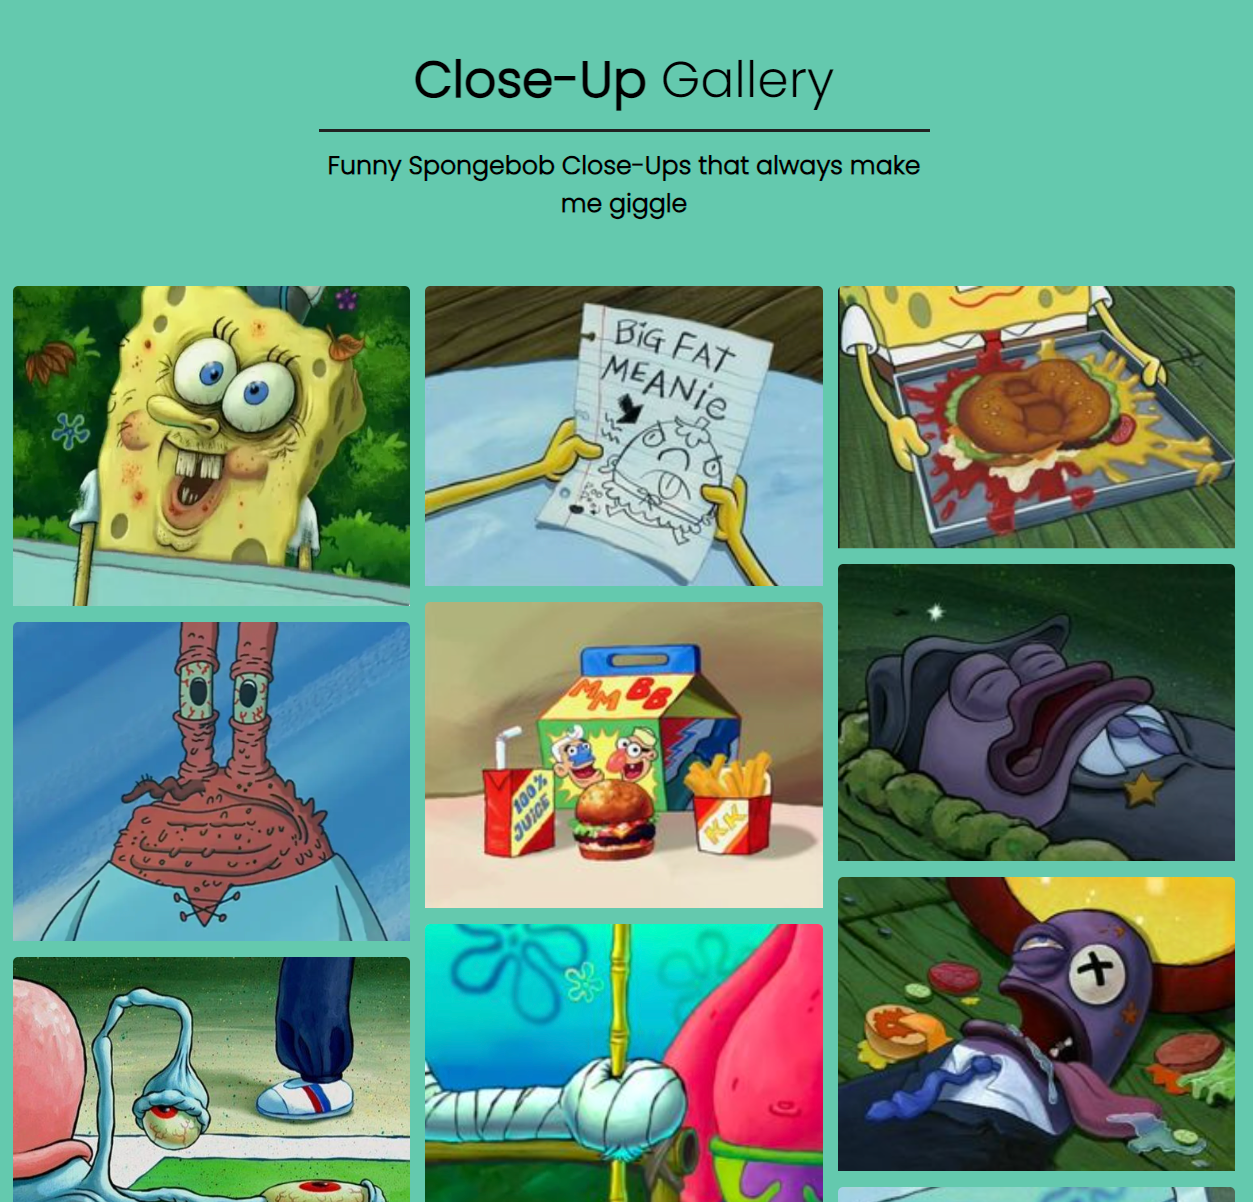 Close-Up Gallery
Funny Spongebob Close-Ups that always make
me giggle
BiG FAT
MEANiE
MM BB
100%
JUICE
KK